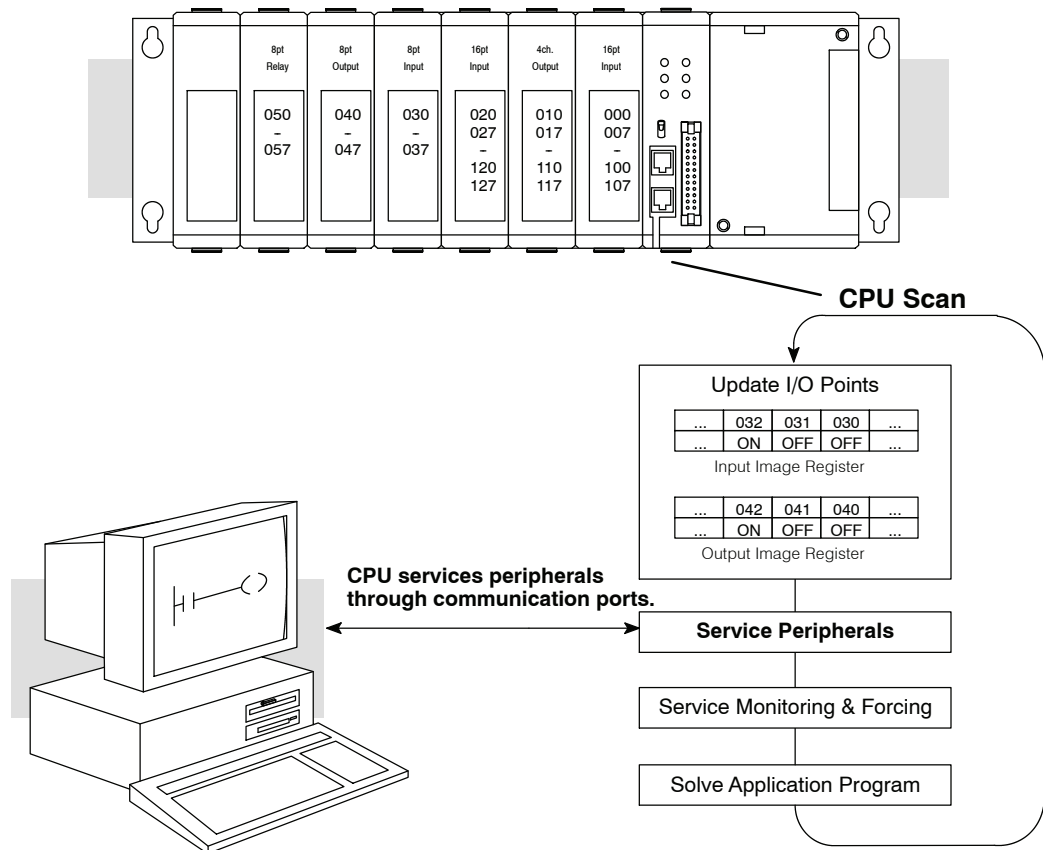 8pt
Relay
8pt
Output
8pt
Input
16pt
Input
4ch.
Output
16pt
Input
050
-
057
040
-
047
030
-
037
020
027
-
120
127
010
017
-
110
117
000
007
-
100
107
CPU Scan
Update I/O Points
... 032 031 030 ...
... ON OFF OFF ...
Input Image Register
... 042 041 040 ...
... ON OFF OFF ...
Output Image Register
CPU services peripherals
through communication ports.
Service Peripherals
Service Monitoring & Forcing
Solve Application Program